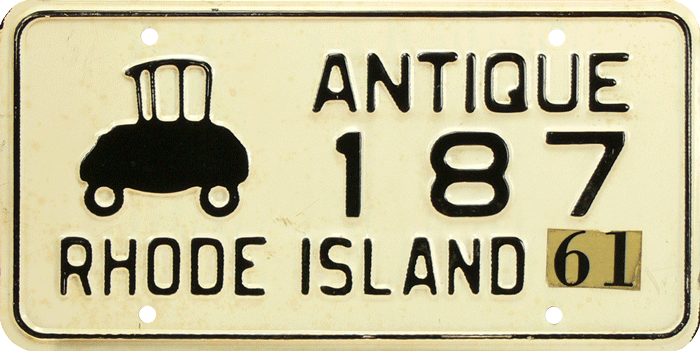 ANTIQUE
187
RHODE ISLAND 61